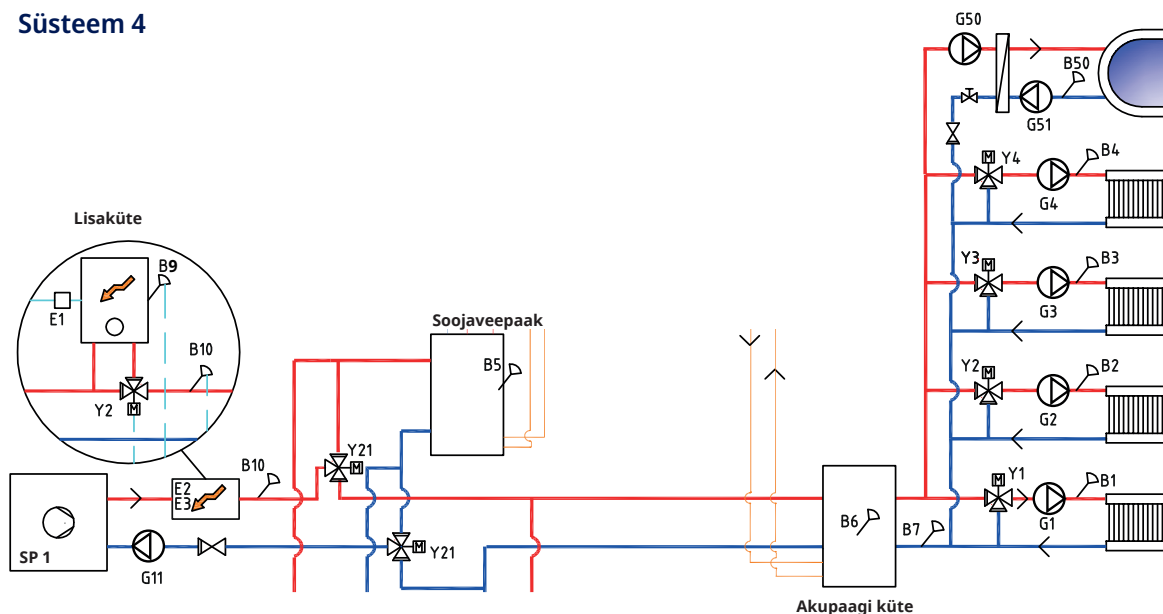 Süsteem 4
G50
B50
G51
Y4
B4
G4
Lisaküte
B9
E1
B10
Y2
Y3
B3
G3
Soojaveepaak
B5
Y2
B2
G2
Y21
M
B10
E2
E3
Y1
B1
G1
SP 1
G11
M
Y21
B6
B7
Akupaagi küte
M
M
M
M
M